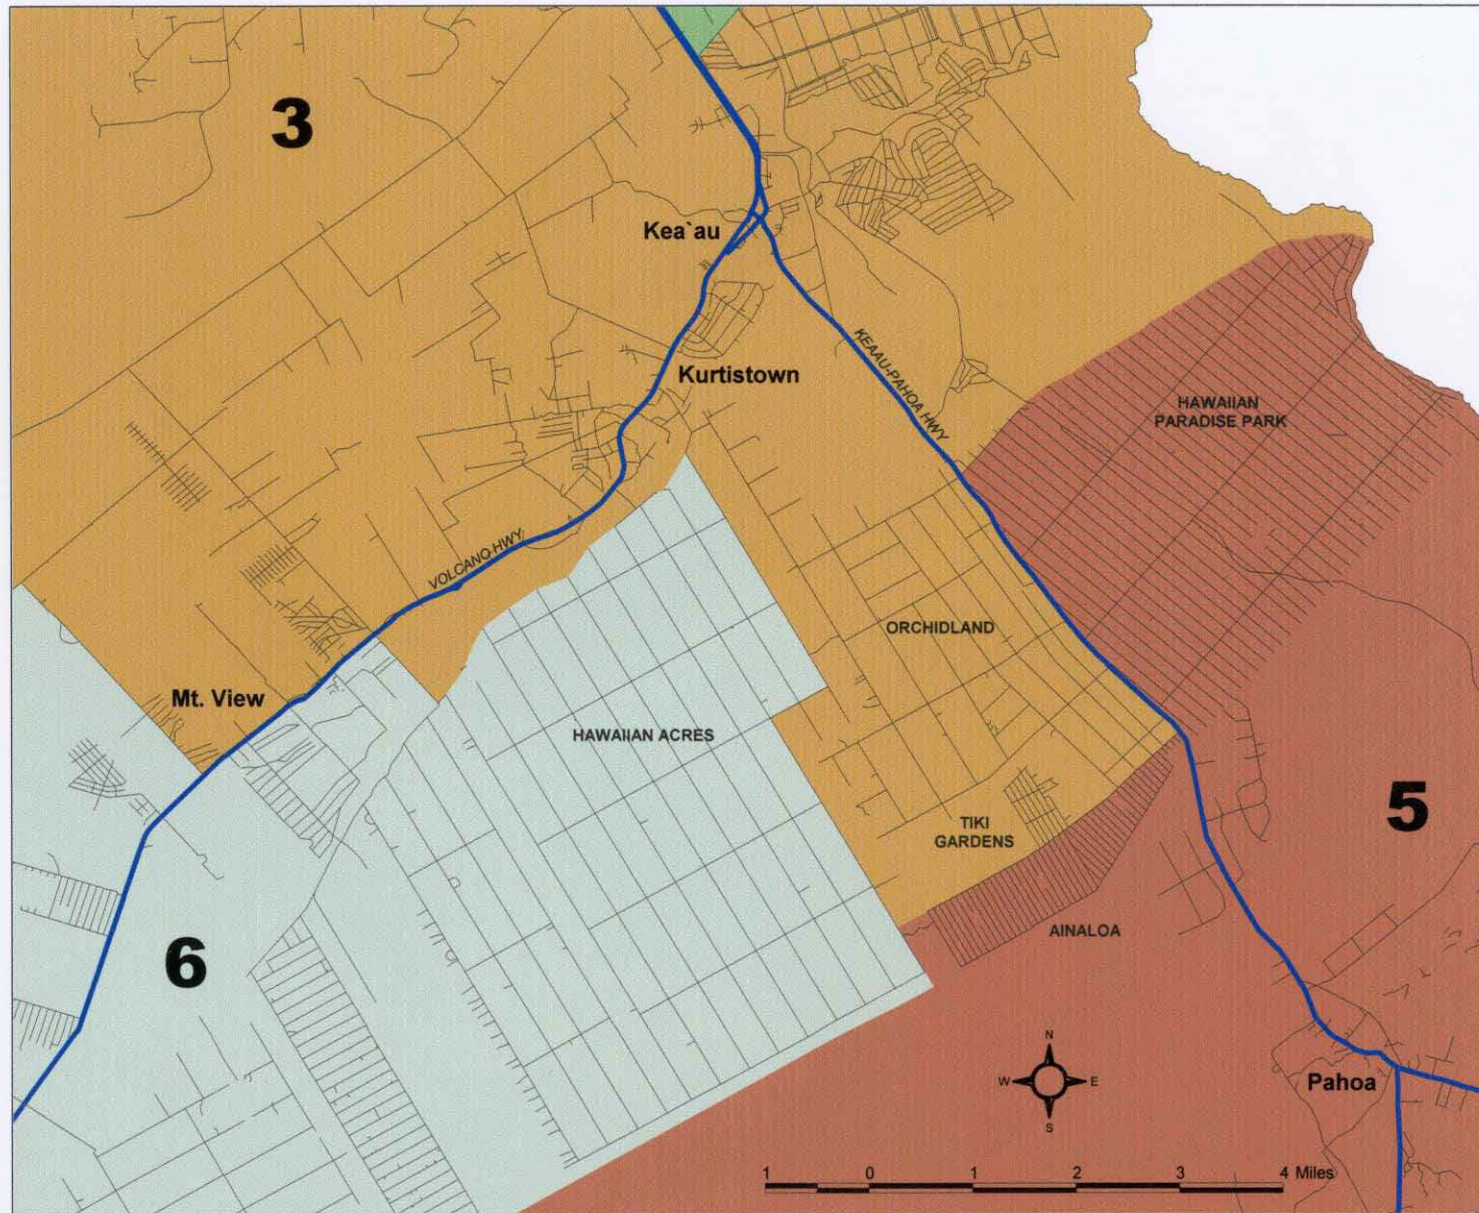 3
Kea`au
Kurtistown
KEAAU-PAHOA HWY
HAWAIIAN
PARADISE PARK
VOLCANO HWY
ORCHIDLAND
Mt. View
HAWAIIAN ACRES
5
TIKI
GARDENS
AINALOA
6
N
W E
S
Pahoa
1 0 1 2 3 4 Miles